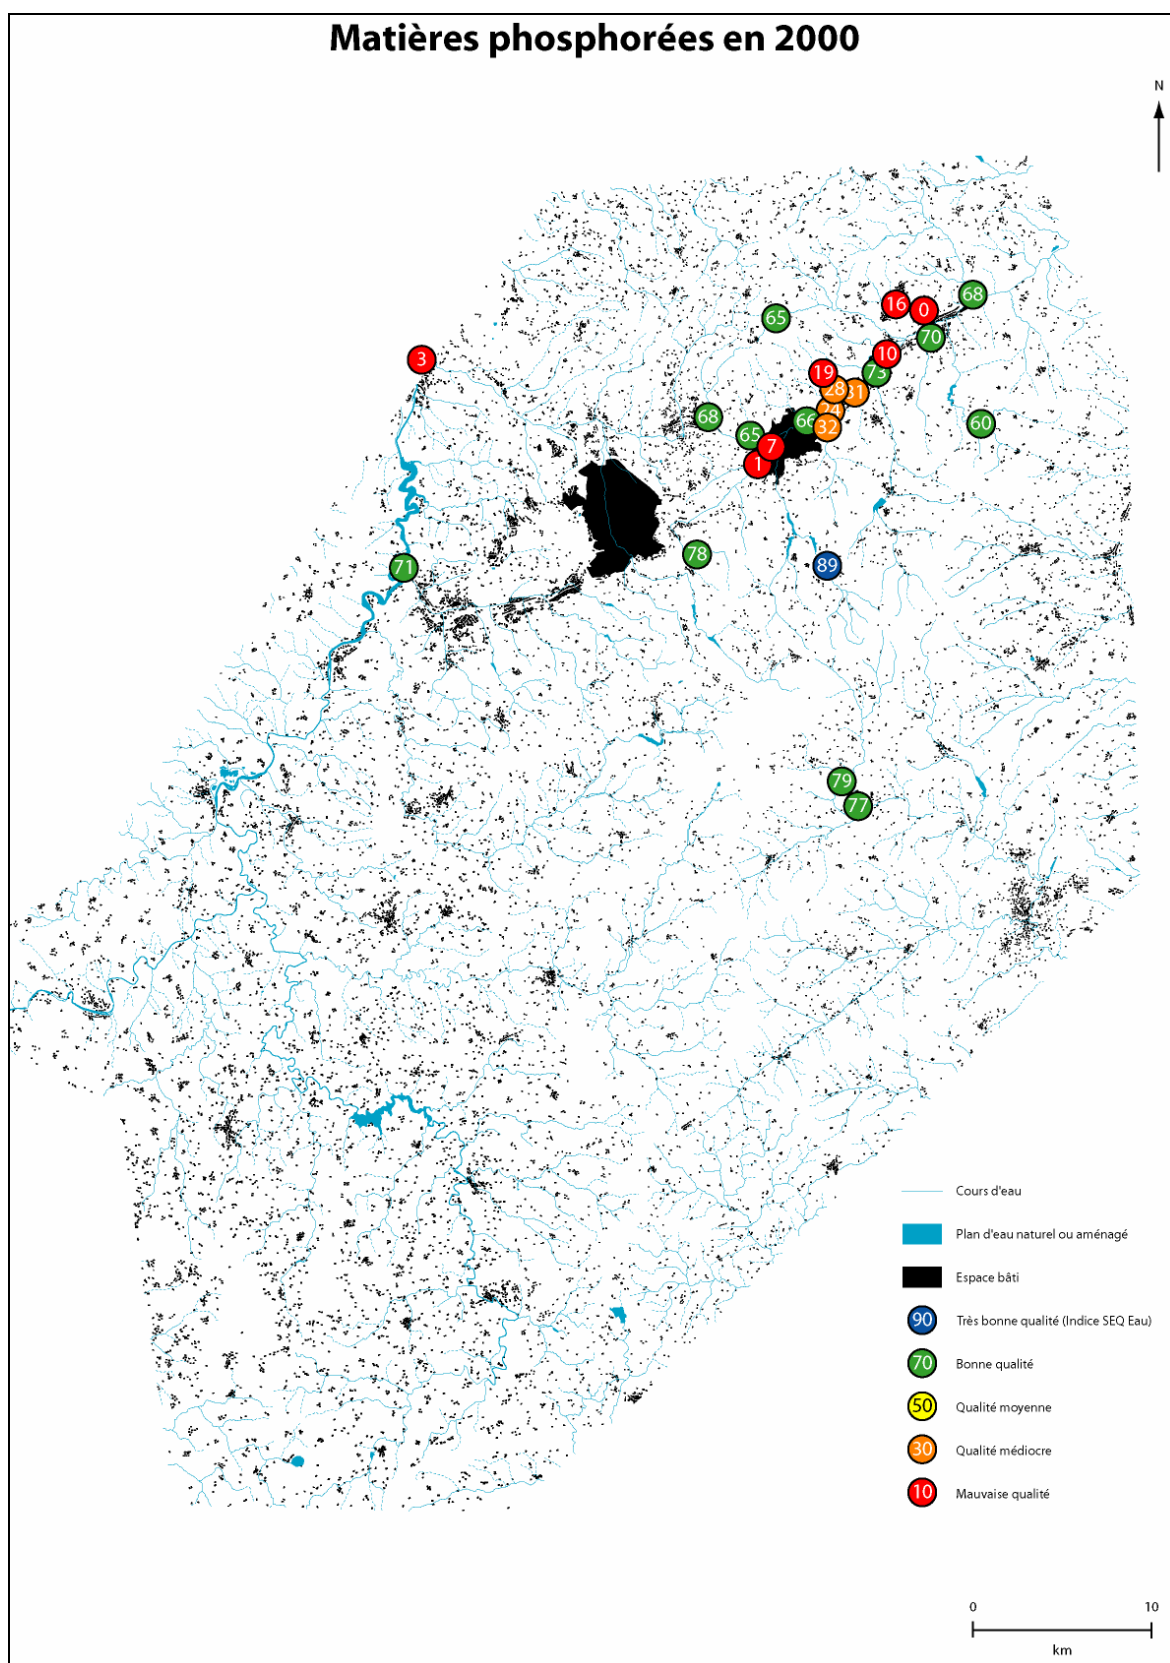 Matières phosphorées en 2000
N
16
0
68
65
70
3
10
19
73
28
31
24
68
66
60
32
65
7
1
78
71
89
79
77
Cours d'eau
Plan d'eau naturel ou aménagé
Espace bâti
90 Très bonne qualité (Indice SEQ Eau)
70 Bonne qualité
50 Qualité moyenne
30 Qualité médiocre
10 Mauvaise qualité
0 10
km